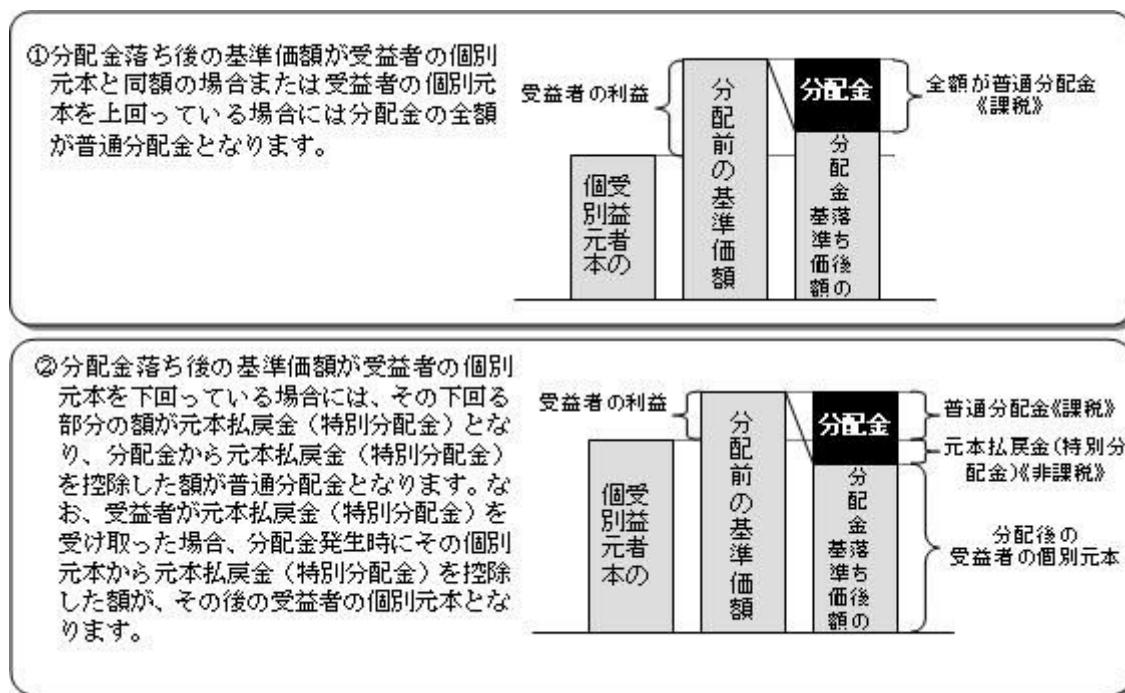 ①分配金落ち後の基準価額が受益者の個別
元本と同額の場合または受益者の個別元
本を上回っている場合には分配金の全額
が普通分配金となります。
受益者の利益
受益者の
個別元本
分配前の基準価額
分配金
分配金落ち後の
基準価額
全額が普通分配金
《課税》
②分配金落ち後の基準価額が受益者の個別
元本を下回っている場合には、その下回る
部分の額が元本払戻金（特別分配金）とな
り、分配金から元本払戻金（特別分配金）
を控除した額が普通分配金となります。な
お、受益者が元本払戻金（特別分配金）を
受け取った場合、分配金発生時にその個別
元本から元本払戻金（特別分配金）を控除
した額が、その後の受益者の個別元本とな
ります。
受益者の利益
受益者の
個別元本
分配前の基準価額
分配金
分配金落ち後の
基準価額
普通分配金《課税》
元本払戻金（特別分
配金）《非課税》
分配後の
受益者の個別元本